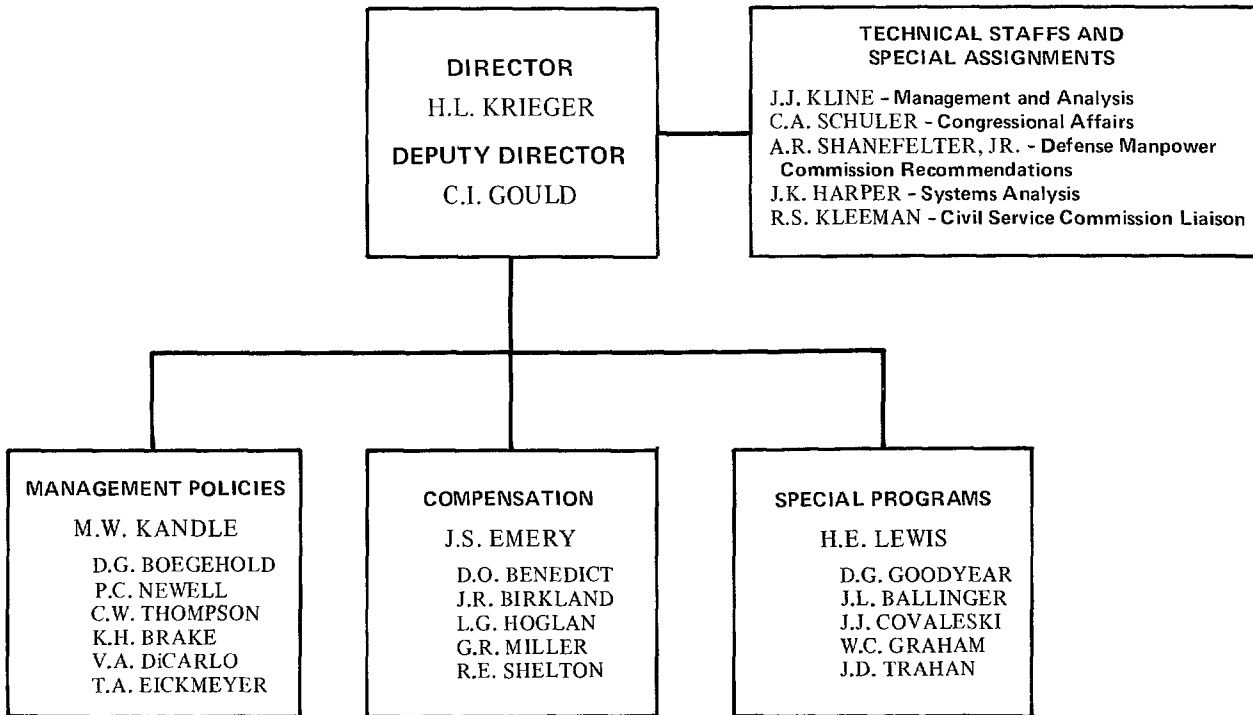 DIRECTOR
H.L. KRIEGER
DEPUTY DIRECTOR
C.I. GOULD
TECHNICAL STAFFS AND
SPECIAL ASSIGNMENTS
J.J. KLINE - Management and Analysis
C.A. SCHULER - Congressional Affairs
A.R. SHANEFELTER, JR. - Defense Manpower
Commission Recommendations
J.K. HARPER - Systems Analysis
R.S. KLEEMAN - Civil Service Commission Liaison
MANAGEMENT POLICIES
M.W. KANDLE
D.G. BOEGEHOLD
P.C. NEWELL
C.W. THOMPSON
K.H. BRAKE
V.A. DiCARLO
T.A. EICKMEYER
COMPENSATION
J.S. EMERY
D.O. BENEDICT
J.R. BIRKLAND
L.G. HOGLAN
G.R. MILLER
R.E. SHELTON
SPECIAL PROGRAMS
H.E. LEWIS
D.G. GOODYEAR
J.L. BALLINGER
J.J. COVALESKI
W.C. GRAHAM
J.D. TRAHAN